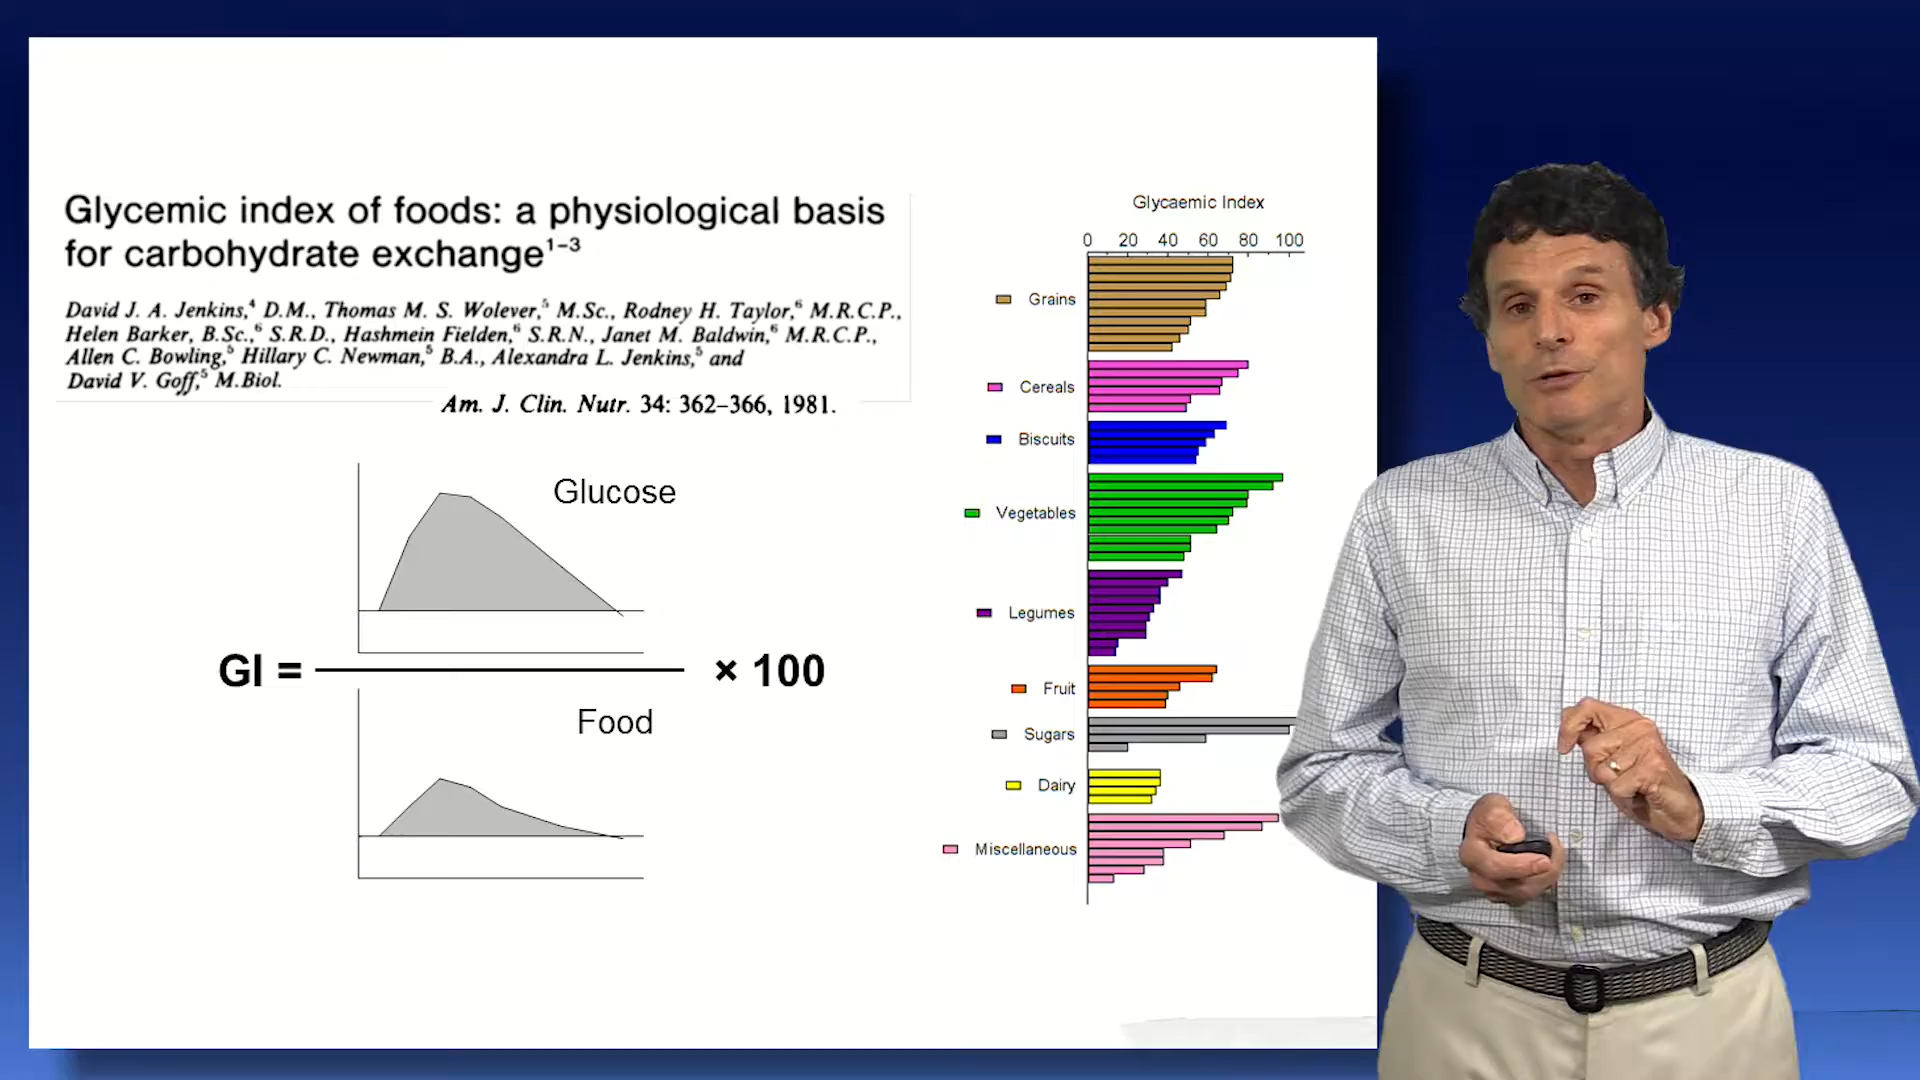 Glycemic index of foods: a physiological basis
for carbohydrate exchange¹⁻³
David J. A. Jenkins,⁴ D.M., Thomas M. S. Wolever,⁵ M.Sc., Rodney H. Taylor,⁶ M.R.C.P.,
Helen Barker, B.Sc.,⁶ S.R.D., Hashmein Fielden,⁶ S.R.N., Janet M. Baldwin,⁶ M.R.C.P.,
Allen C. Bowling,⁵ Hillary C. Newman,⁵ B.A., Alexandra L. Jenkins,⁵ and
David V. Goff,⁵ M.Biol.
Am. J. Clin. Nutr. 34: 362–366, 1981.
Glucose
GI = × 100
Food
Glycaemic Index
0 20 40 60 80 100
Grains
Cereals
Biscuits
Vegetables
Legumes
Fruit
Sugars
Dairy
Miscellaneous